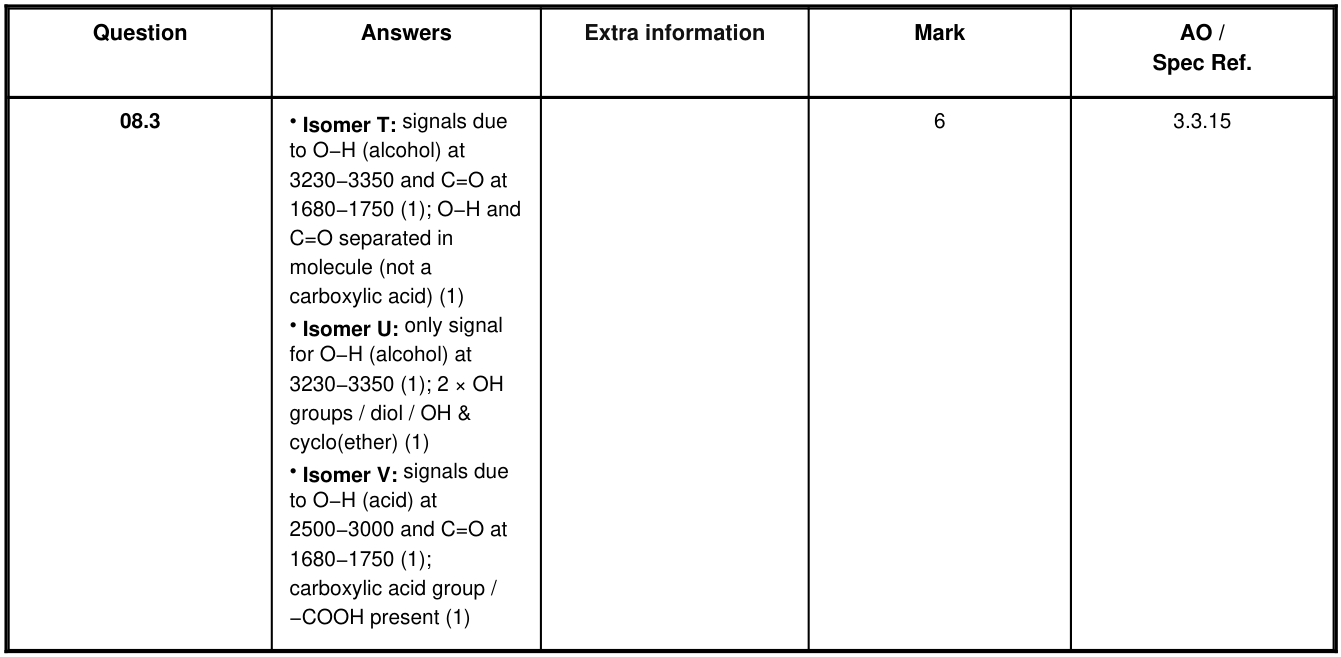 Question Answers Extra information Mark AO /
Spec Ref.
08.3 • Isomer T: signals due 6 3.3.15
to O−H (alcohol) at
3230−3350 and C=O at
1680−1750 (1); O−H and
C=O separated in
molecule (not a
carboxylic acid) (1)
• Isomer U: only signal
for O−H (alcohol) at
3230−3350 (1); 2 × OH
groups / diol / OH &
cyclo(ether) (1)
• Isomer V: signals due
to O−H (acid) at
2500−3000 and C=O at
1680−1750 (1);
carboxylic acid group /
−COOH present (1)